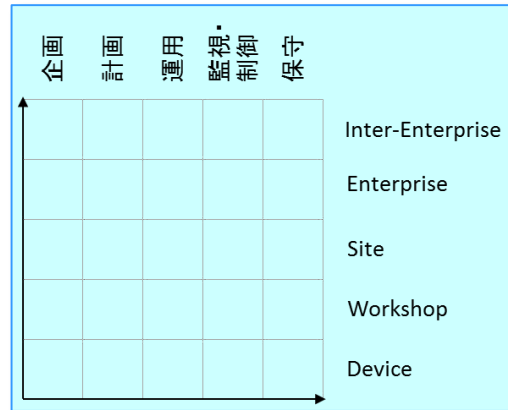 企画
計画
運用
監視・
制御
保守
Inter-Enterprise
Enterprise
Site
Workshop
Device